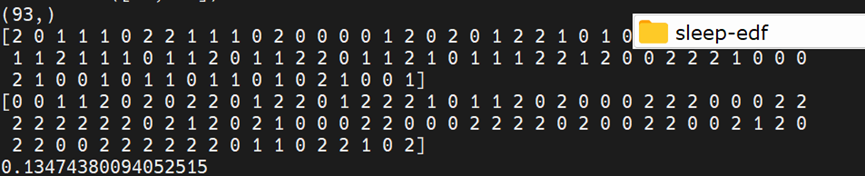 (93,)
[2 0 1 1 1 0 2 2 1 1 1 0 2 0 0 0 0 1 2 0 2 0 1 2 2 1 0 1 0
sleep-edf
1 1 2 1 1 1 0 1 1 2 0 1 1 2 2 0 1 1 2 1 0 1 1 1 2 2 1 2 0 0 2 2 2 1 0 0 0
2 1 0 0 1 0 1 1 0 1 1 0 1 0 2 1 0 0 1]
[0 0 1 1 2 0 2 0 2 2 0 1 2 2 0 1 2 2 2 1 0 1 1 2 0 2 0 0 0 2 2 2 0 0 0 2 2
2 2 2 2 2 2 0 2 1 2 0 2 1 0 0 0 2 2 0 0 0 2 2 2 2 0 2 0 0 2 2 0 0 2 1 2 0
2 2 0 0 2 2 2 2 2 2 0 1 1 0 2 2 1 0 2]
0.13474380094052515